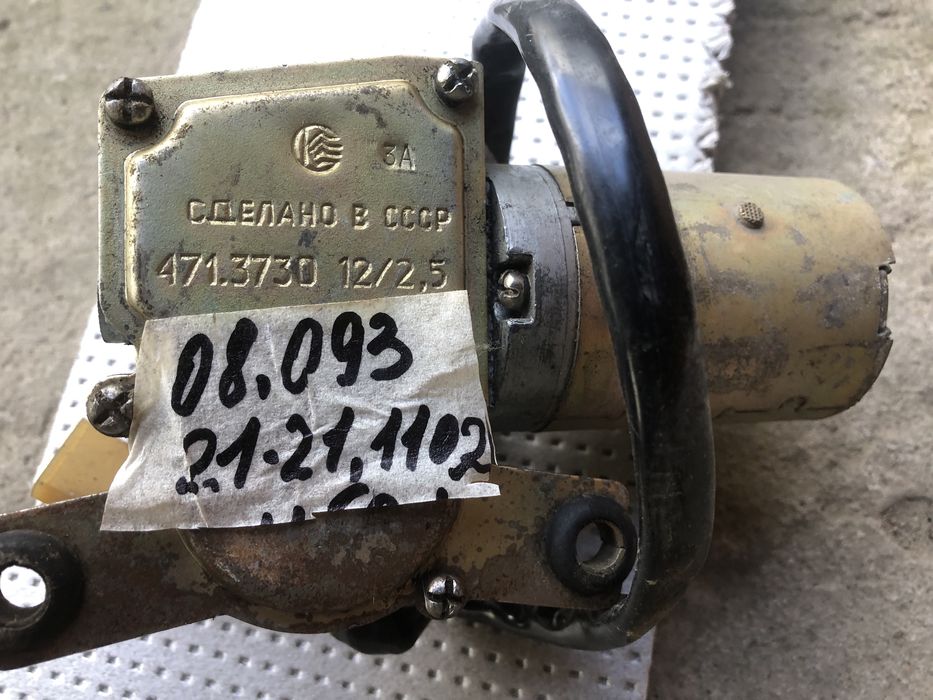 3А
СДЕЛАНО В СССР
471.3730 12/2,5
08.093
21-21,1102